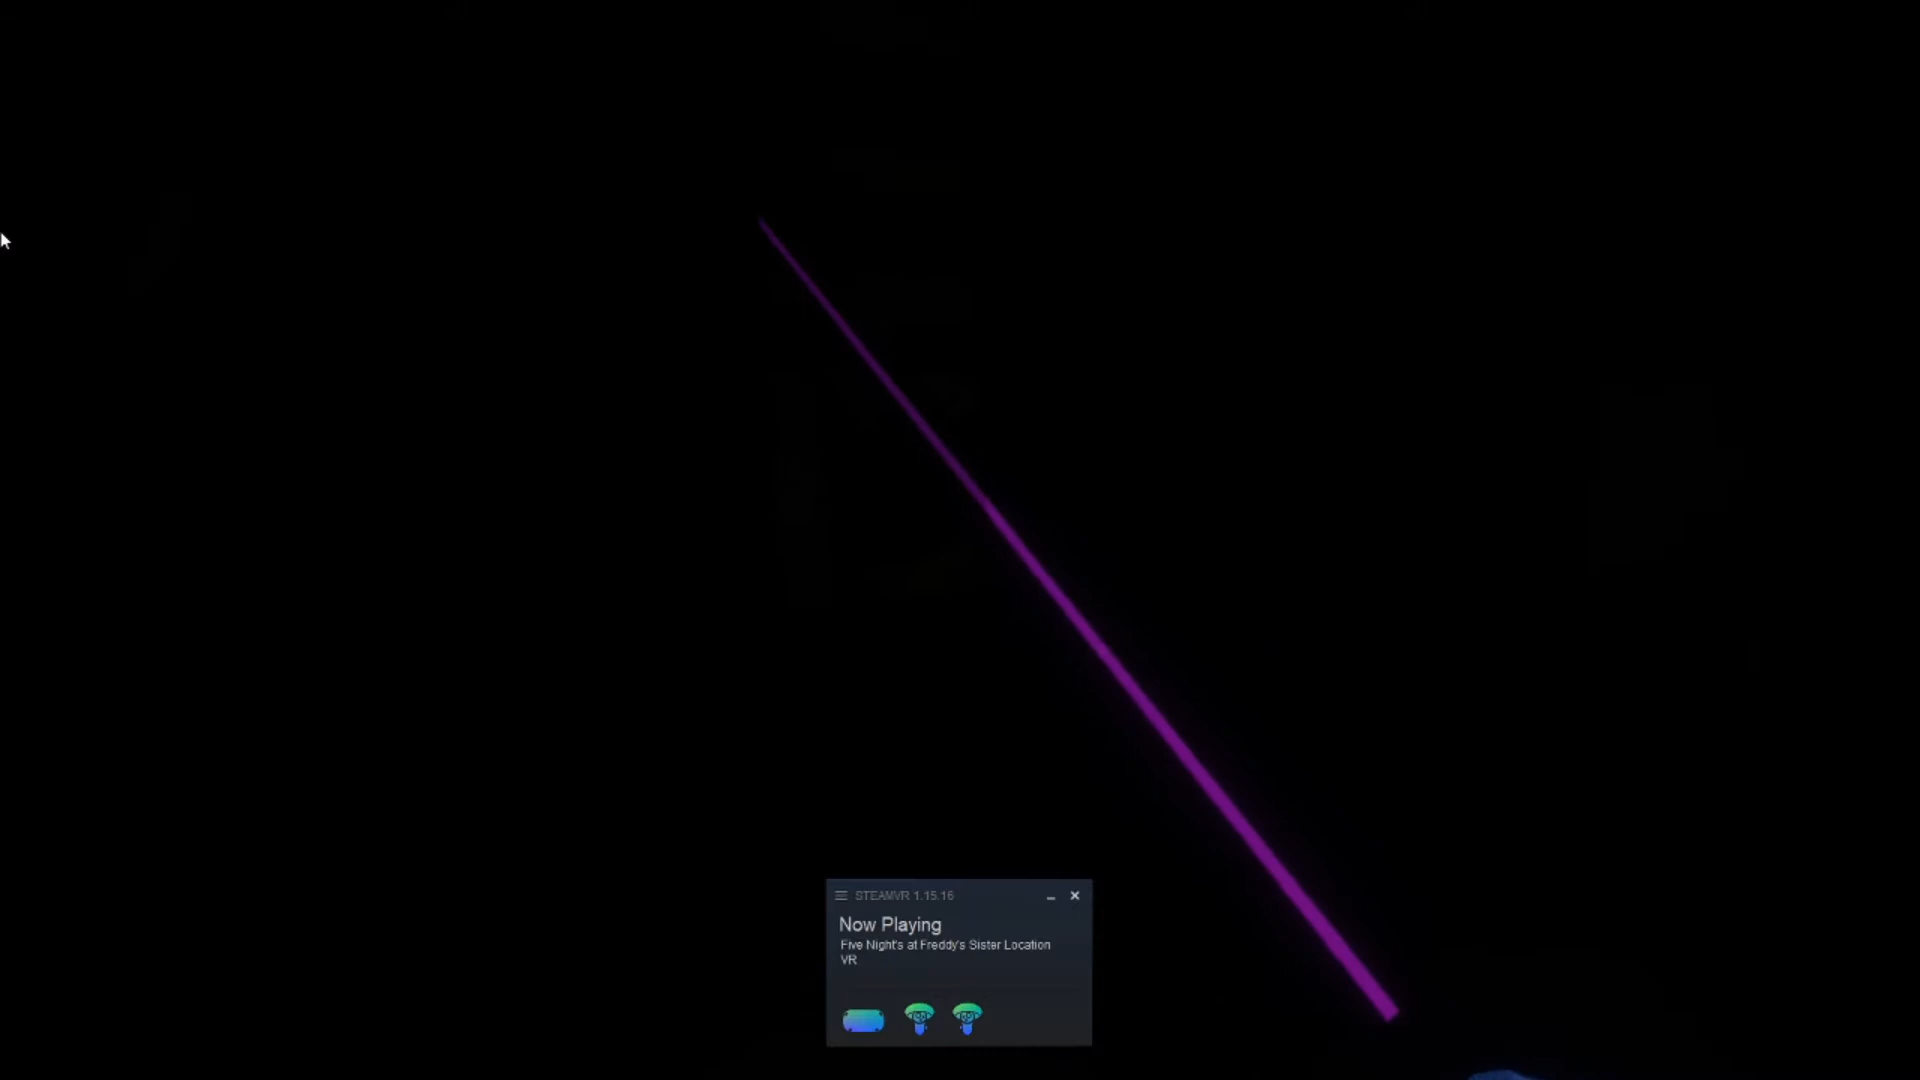 STEAMVR 1.15.16
Now Playing
Five Night's at Freddy's Sister Location
VR